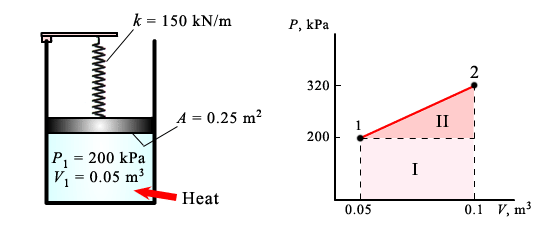 k = 150 kN/m
A = 0.25 m²
P₁ = 200 kPa
V₁ = 0.05 m³
Heat
P, kPa
320
200
1
2
II
I
0.05
0.1
V, m³